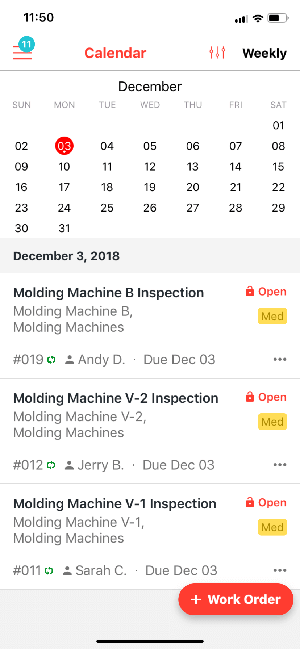 11:50
11
Calendar
Weekly
December
SUN MON TUE WED THU FRI SAT
01
02 03 04 05 06 07 08
09 10 11 12 13 14 15
16 17 18 19 20 21 22
23 24 25 26 27 28 29
30 31
December 3, 2018
Molding Machine B Inspection Open
Molding Machine B, Med
Molding Machines
#019 Andy D. · Due Dec 03
Molding Machine V-2 Inspection Open
Molding Machine V-2, Med
Molding Machines
#012 Jerry B. · Due Dec 03
Molding Machine V-1 Inspection Open
Molding Machine V-1, Med
Molding Machines
#011 Sarah C. · Due Dec 03
+ Work Order